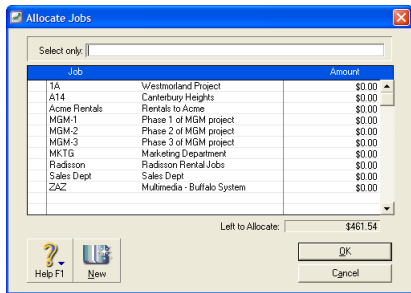 Allocate Jobs
Select only:
Job Amount
1A Westmorland Project $0.00
A14 Canterbury Heights $0.00
Acme Rentals Rentals to Acme $0.00
MGM-1 Phase 1 of MGM project $0.00
MGM-2 Phase 2 of MGM project $0.00
MGM-3 Phase 3 of MGM project $0.00
MKTG Marketing Department $0.00
Radisson Radisson Rental Jobs $0.00
Sales Dept Sales Dept $0.00
ZAZ Multimedia - Buffalo System $0.00
Left to Allocate: $461.54
Help F1 New OK
Cancel